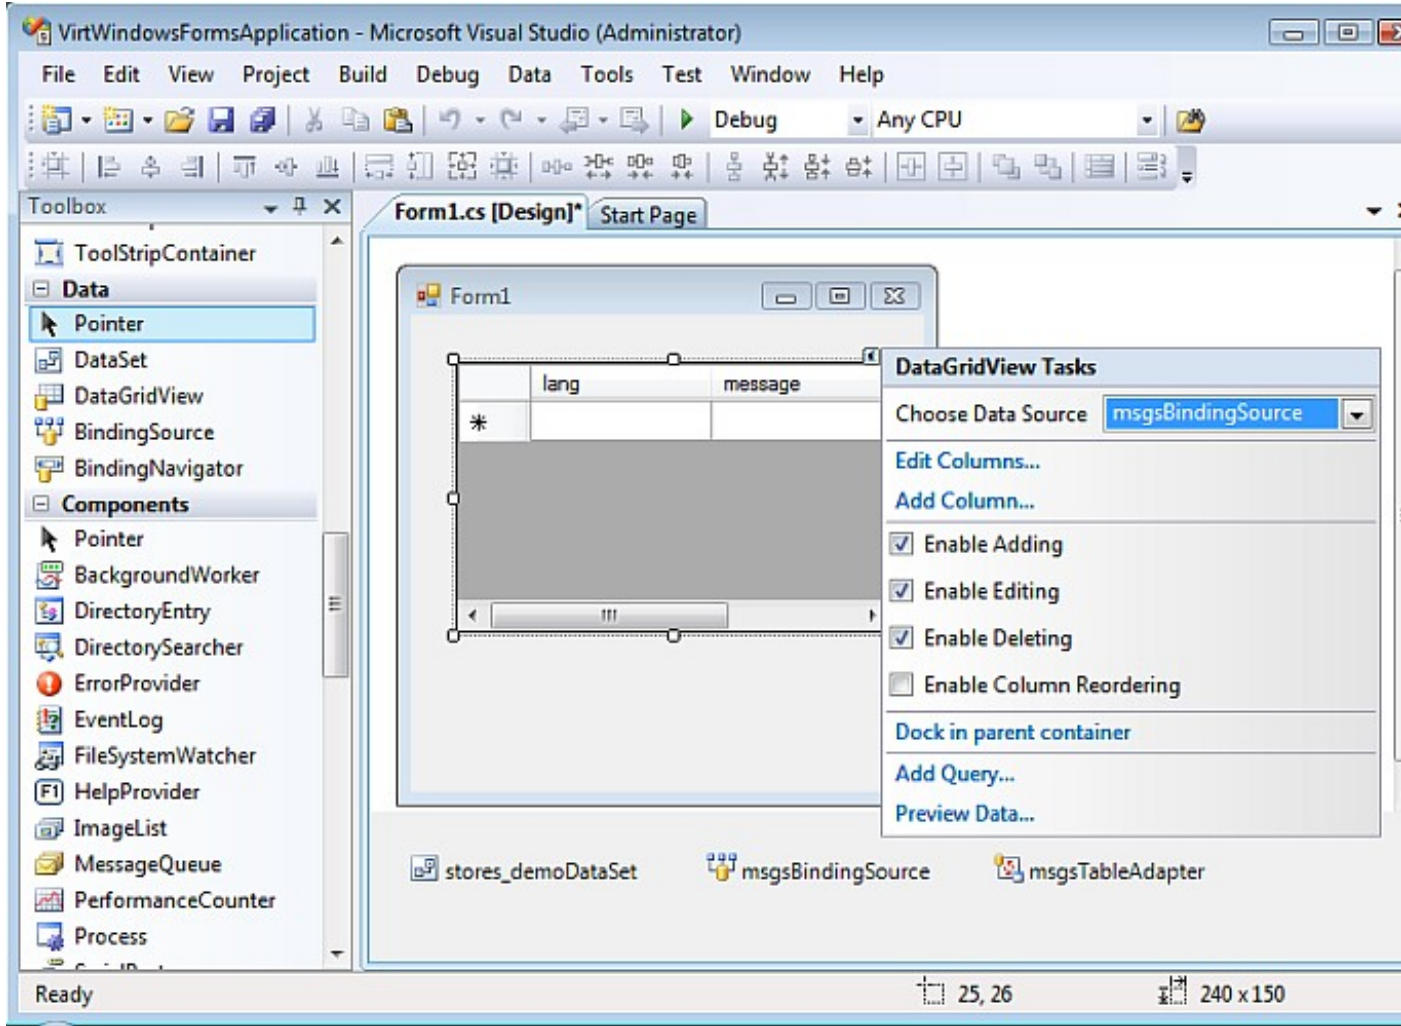 VirtWindowsFormsApplication - Microsoft Visual Studio (Administrator)
File Edit View Project Build Debug Data Tools Test Window Help
Debug Any CPU
Toolbox
ToolStripContainer
Data
Pointer
DataSet
DataGridView
BindingSource
BindingNavigator
Components
Pointer
BackgroundWorker
DirectoryEntry
DirectorySearcher
ErrorProvider
EventLog
FileSystemWatcher
F1 HelpProvider
ImageList
MessageQueue
PerformanceCounter
Process
Form1.cs [Design]* Start Page
Form1
lang message
DataGridView Tasks
Choose Data Source msgsBindingSource
Edit Columns...
Add Column...
Enable Adding
Enable Editing
Enable Deleting
Enable Column Reordering
Dock in parent container
Add Query...
Preview Data...
stores_demoDataSet msgsBindingSource msgsTableAdapter
Ready 25, 26 240 x 150